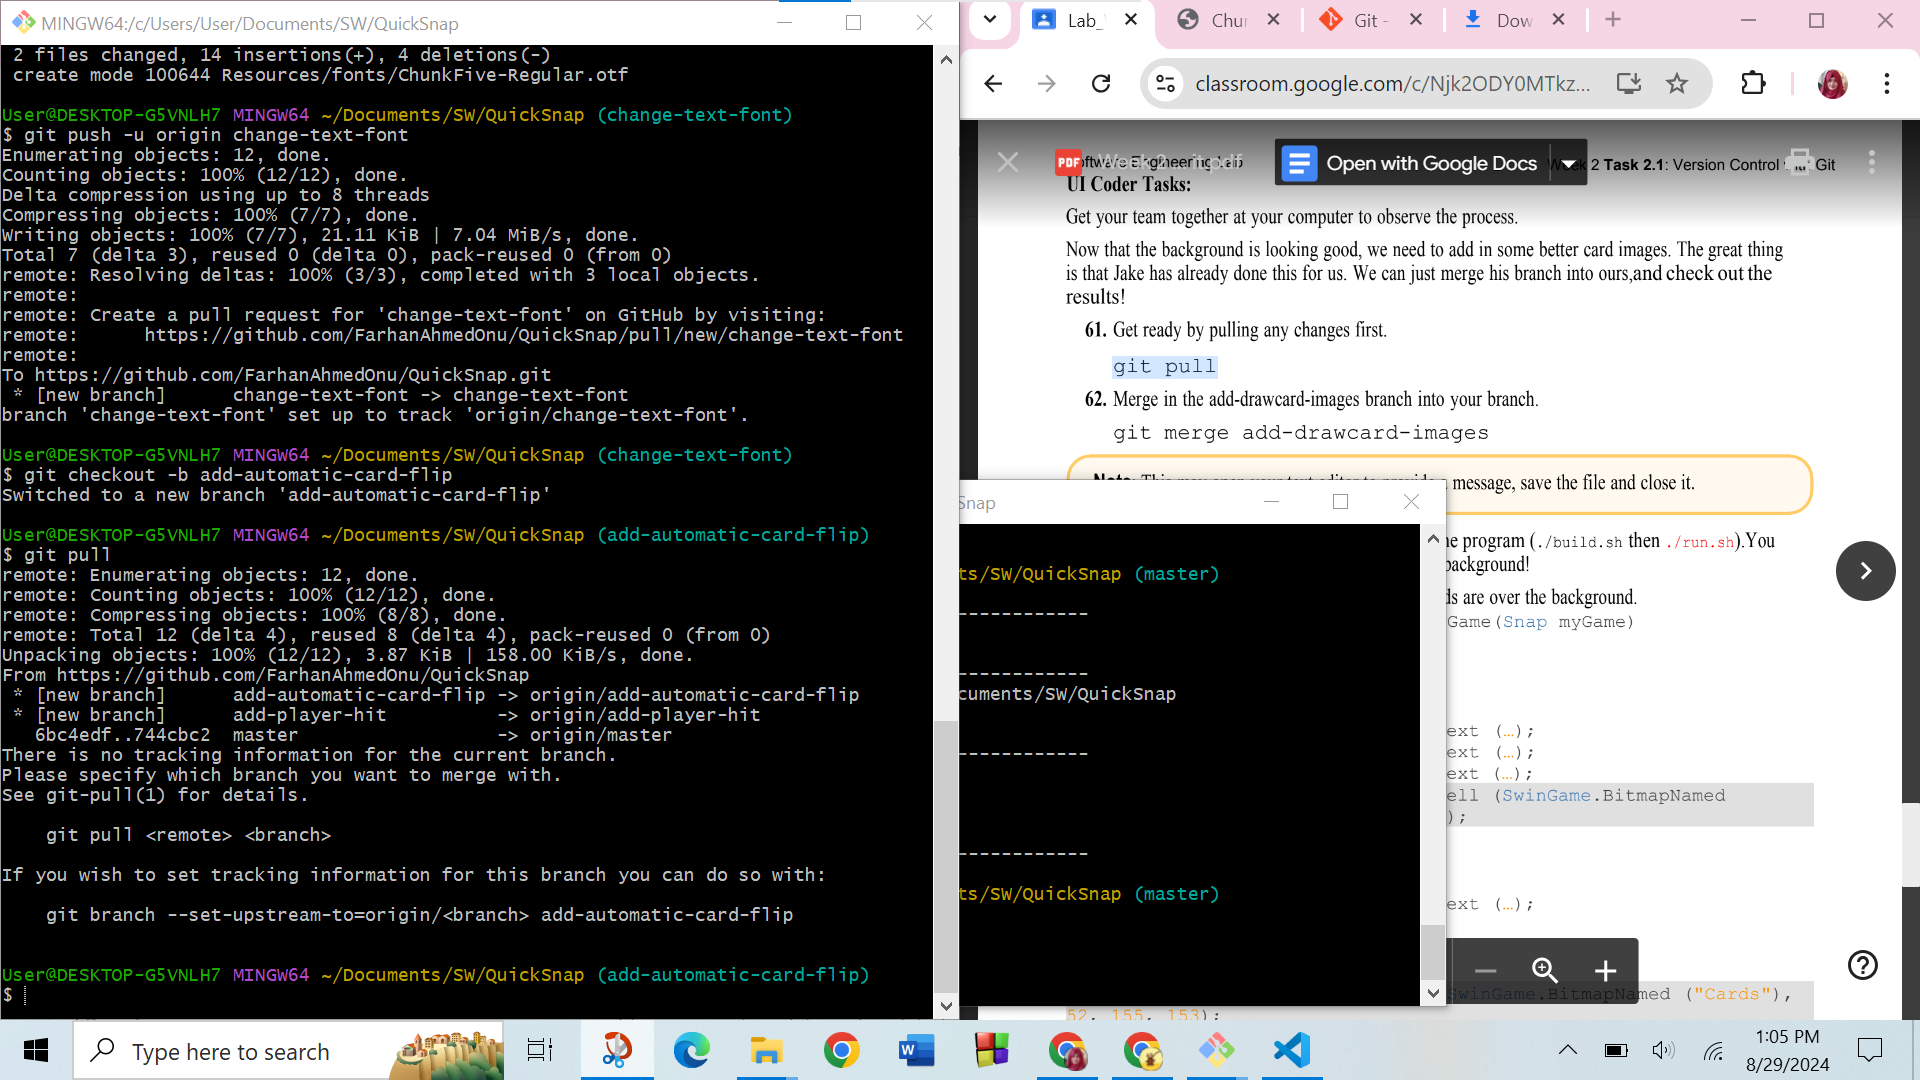 MINGW64:/c/Users/User/Documents/SW/QuickSnap
2 files changed, 14 insertions(+), 4 deletions(-)
create mode 100644 Resources/fonts/ChunkFive-Regular.otf
User@DESKTOP-G5VNLH7 MINGW64 ~/Documents/SW/QuickSnap (change-text-font)
$ git push -u origin change-text-font
Enumerating objects: 12, done.
Counting objects: 100% (12/12), done.
Delta compression using up to 8 threads
Compressing objects: 100% (7/7), done.
Writing objects: 100% (7/7), 21.11 KiB | 7.04 MiB/s, done.
Total 7 (delta 3), reused 0 (delta 0), pack-reused 0 (from 0)
remote: Resolving deltas: 100% (3/3), completed with 3 local objects.
remote:
remote: Create a pull request for 'change-text-font' on GitHub by visiting:
remote:      https://github.com/FarhanAhmedOnu/QuickSnap/pull/new/change-text-font
remote:
To https://github.com/FarhanAhmedOnu/QuickSnap.git
* [new branch]      change-text-font -> change-text-font
branch 'change-text-font' set up to track 'origin/change-text-font'.
User@DESKTOP-G5VNLH7 MINGW64 ~/Documents/SW/QuickSnap (change-text-font)
$ git checkout -b add-automatic-card-flip
Switched to a new branch 'add-automatic-card-flip'
User@DESKTOP-G5VNLH7 MINGW64 ~/Documents/SW/QuickSnap (add-automatic-card-flip)
$ git pull
remote: Enumerating objects: 12, done.
remote: Counting objects: 100% (12/12), done.
remote: Compressing objects: 100% (8/8), done.
remote: Total 12 (delta 4), reused 8 (delta 4), pack-reused 0 (from 0)
Unpacking objects: 100% (12/12), 3.87 KiB | 158.00 KiB/s, done.
From https://github.com/FarhanAhmedOnu/QuickSnap
* [new branch]      add-automatic-card-flip -> origin/add-automatic-card-flip
* [new branch]      add-player-hit          -> origin/add-player-hit
6bc4edf..744cbc2  master                  -> origin/master
There is no tracking information for the current branch.
Please specify which branch you want to merge with.
See git-pull(1) for details.
git pull <remote> <branch>
If you wish to set tracking information for this branch you can do so with:
git branch --set-upstream-to=origin/<branch> add-automatic-card-flip
User@DESKTOP-G5VNLH7 MINGW64 ~/Documents/SW/QuickSnap (add-automatic-card-flip)
$
Lab_
Chu
Git -
Dow
classroom.google.com/c/Njk2ODY0MTkz...
PDF
Open with Google Docs
Task 2.1: Version Control
UI Coder Tasks:
Get your team together at your computer to observe the process.
Now that the background is looking good, we need to add in some better card images. The great thing
is that Jake has already done this for us. We can just merge his branch into ours,and check out the
results!
61. Get ready by pulling any changes first.
git pull
62. Merge in the add-drawcard-images branch into your branch.
git merge add-drawcard-images
message, save the file and close it.
Snap
he program (./build.sh then ./run.sh).You
background!
ds are over the background.
Game(Snap myGame)
ts/SW/QuickSnap (master)
------------
------------
cuments/SW/QuickSnap
------------
------------
ts/SW/QuickSnap (master)
ext (…);
ext (…);
ext (…);
ell (SwinGame.BitmapNamed
);
ext (…);
SwinGame.BitmapNamed ("Cards"),
52, 155, 153);
Type here to search
1:05 PM
8/29/2024